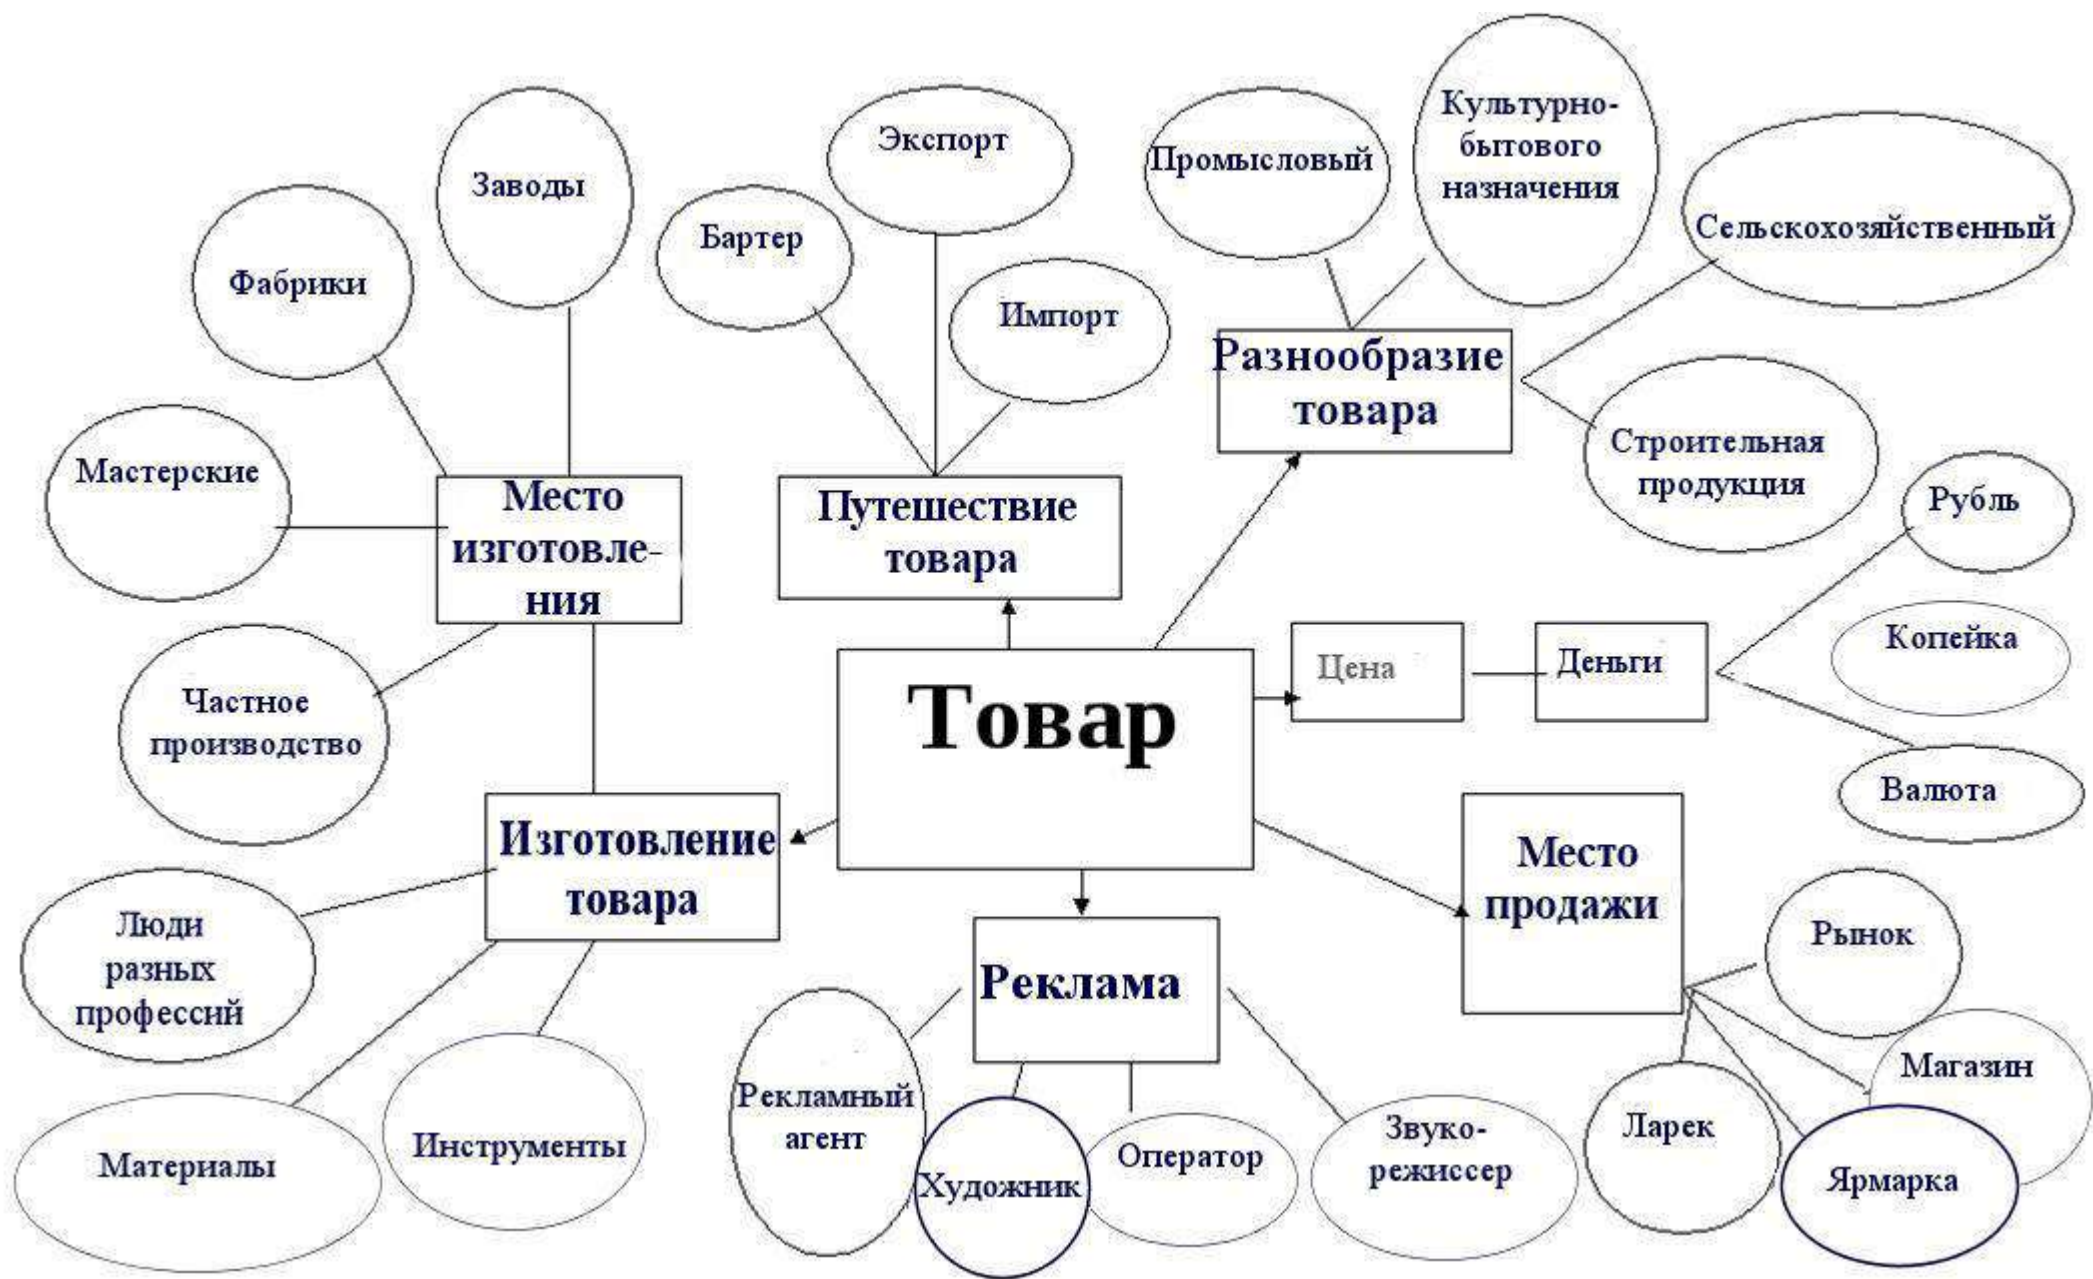 Культурно-
бытового
назначения
Экспорт
Промысловый
Заводы
Бартер
Сельскохозяйственный
Фабрики
Импорт
Разнообразие
товара
Строительная
продукция
Мастерские
Место
изготовле-
ния
Путешествие
товара
Рубль
Копейка
Цена
Деньги
Частное
производство
Товар
Валюта
Изготовление
товара
Место
продажи
Люди
разных
профессий
Реклама
Рынок
Магазин
Рекламный
агент
Ларек
Звуко-
режиссер
Материалы
Инструменты
Художник
Оператор
Ярмарка